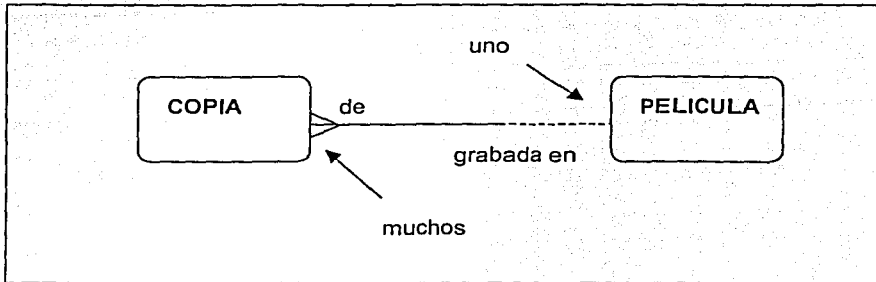 uno
COPIA
de
PELICULA
grabada en
muchos